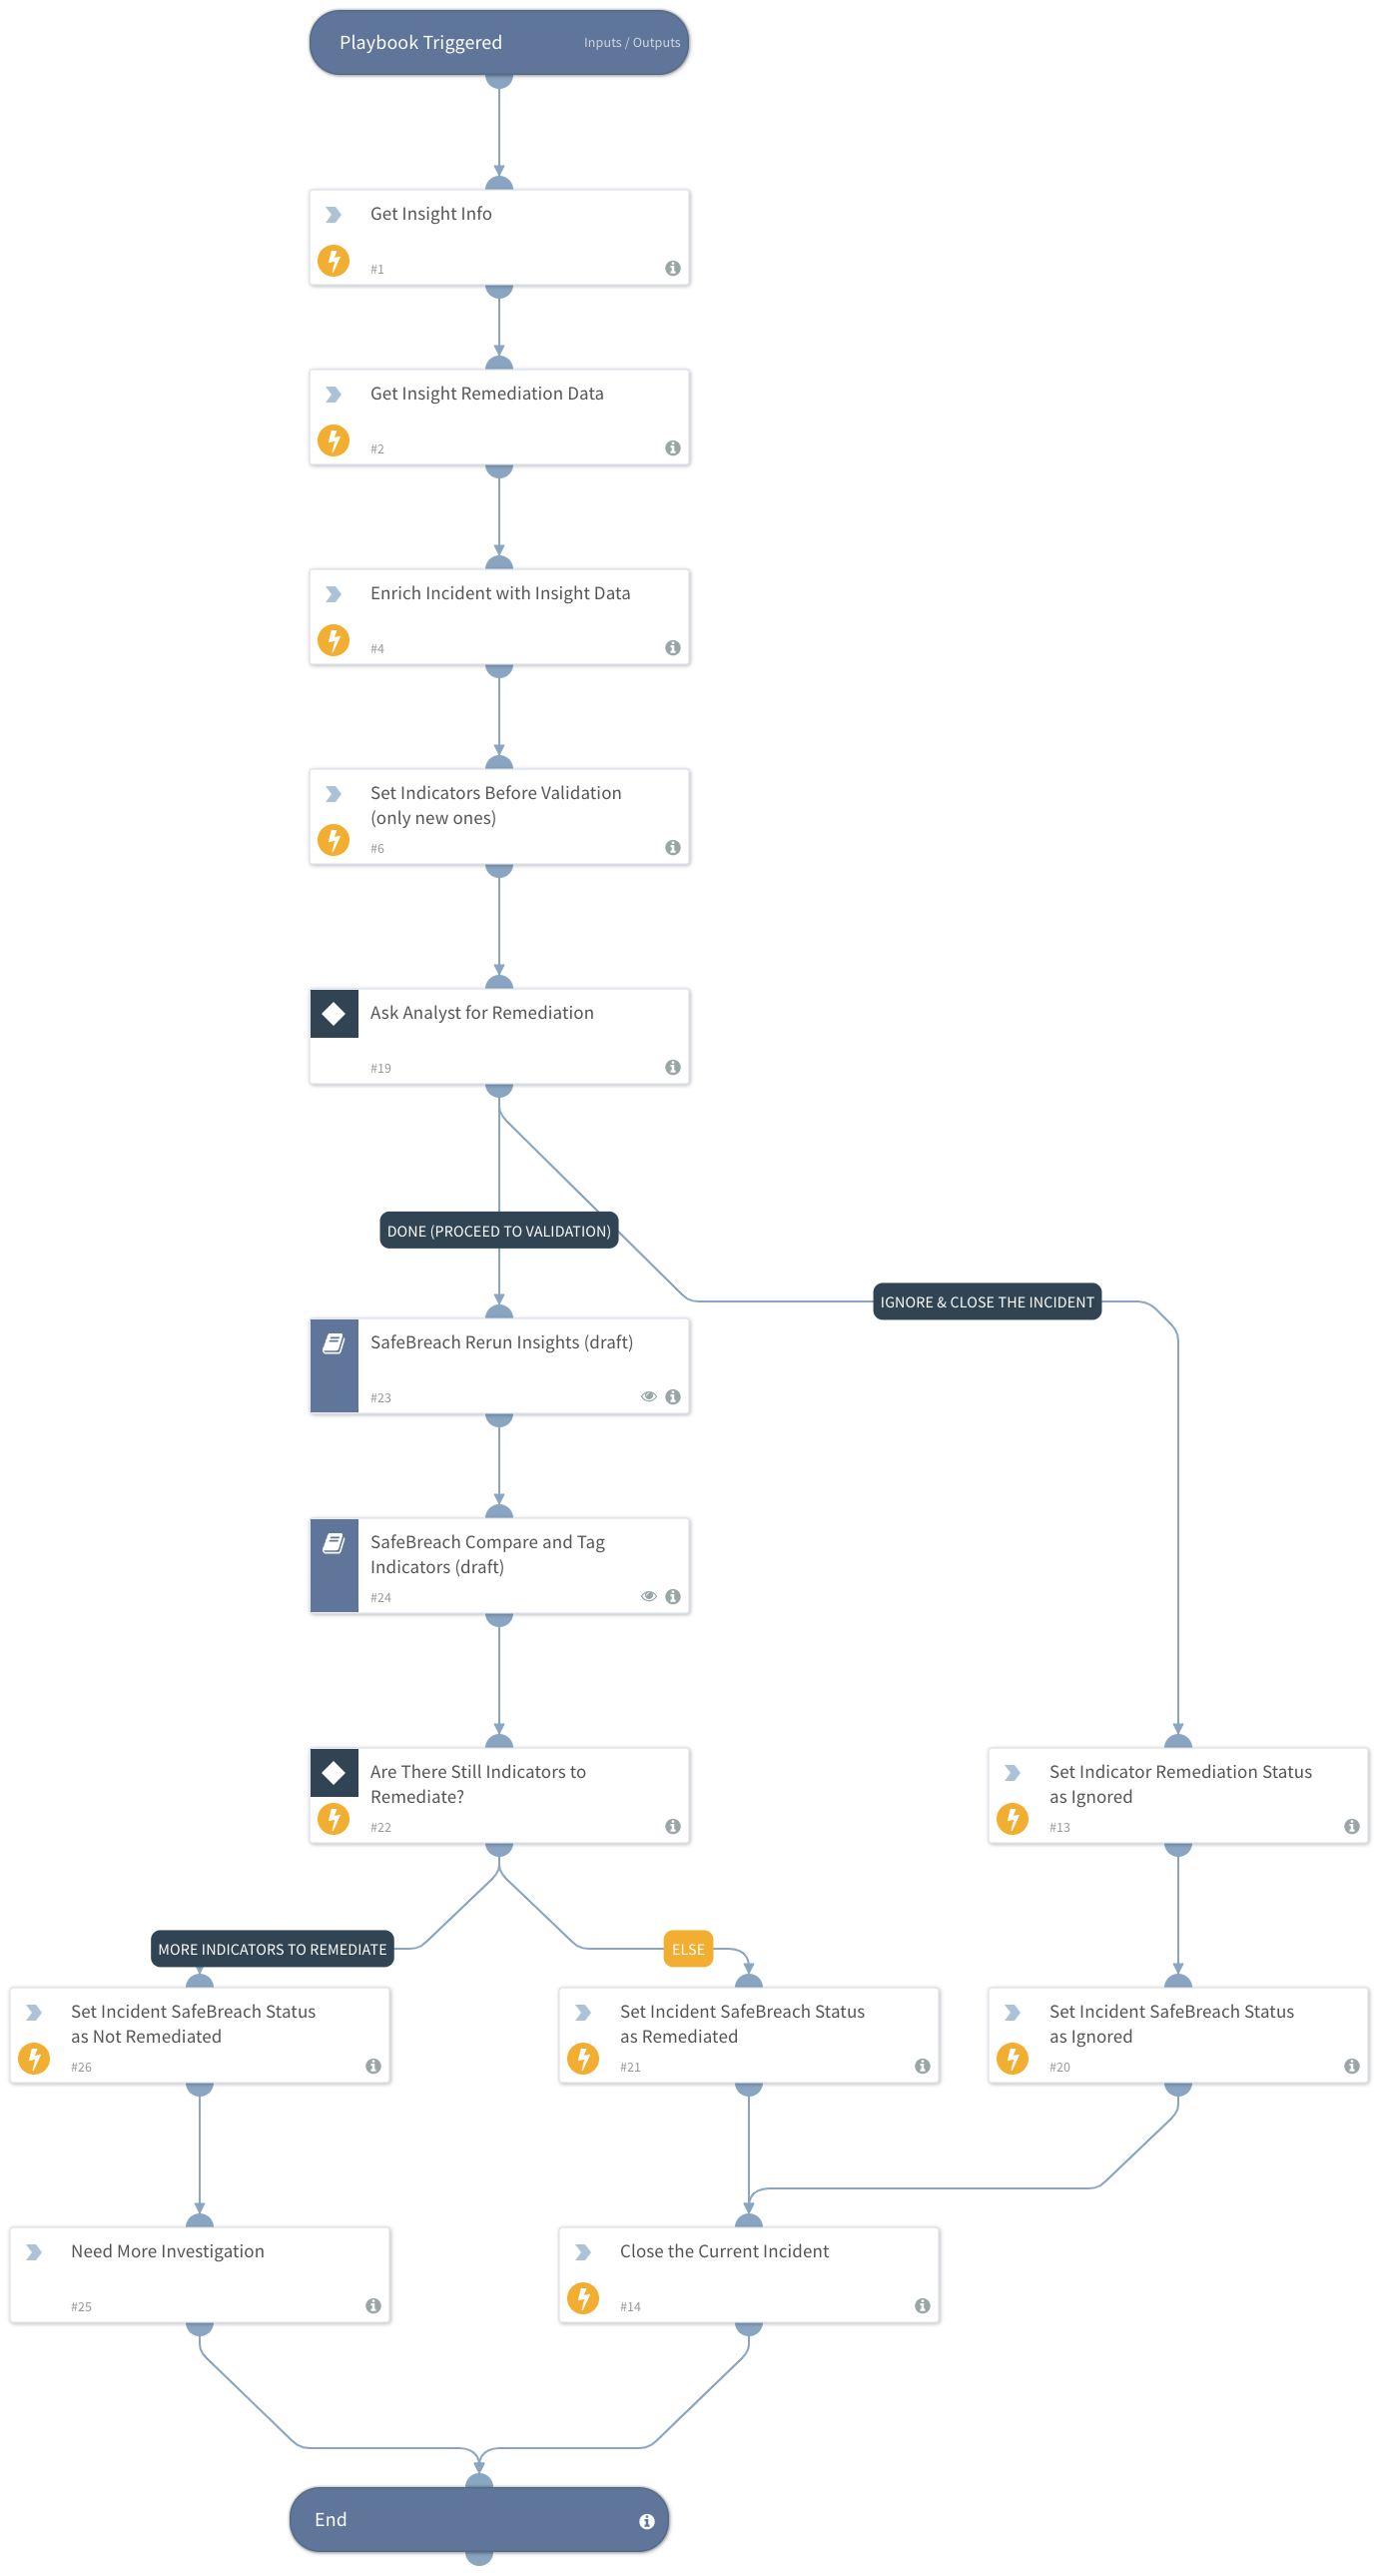 Playbook Triggered
Inputs / Outputs
Get Insight Info
#1
Get Insight Remediation Data
#2
Enrich Incident with Insight Data
#4
Set Indicators Before Validation
(only new ones)
#6
Ask Analyst for Remediation
#19
DONE (PROCEED TO VALIDATION)
IGNORE & CLOSE THE INCIDENT
SafeBreach Rerun Insights (draft)
#23
SafeBreach Compare and Tag
Indicators (draft)
#24
Are There Still Indicators to
Remediate?
#22
Set Indicator Remediation Status
as Ignored
#13
MORE INDICATORS TO REMEDIATE
ELSE
Set Incident SafeBreach Status
as Not Remediated
#26
Set Incident SafeBreach Status
as Remediated
#21
Set Incident SafeBreach Status
as Ignored
#20
Need More Investigation
#25
Close the Current Incident
#14
End